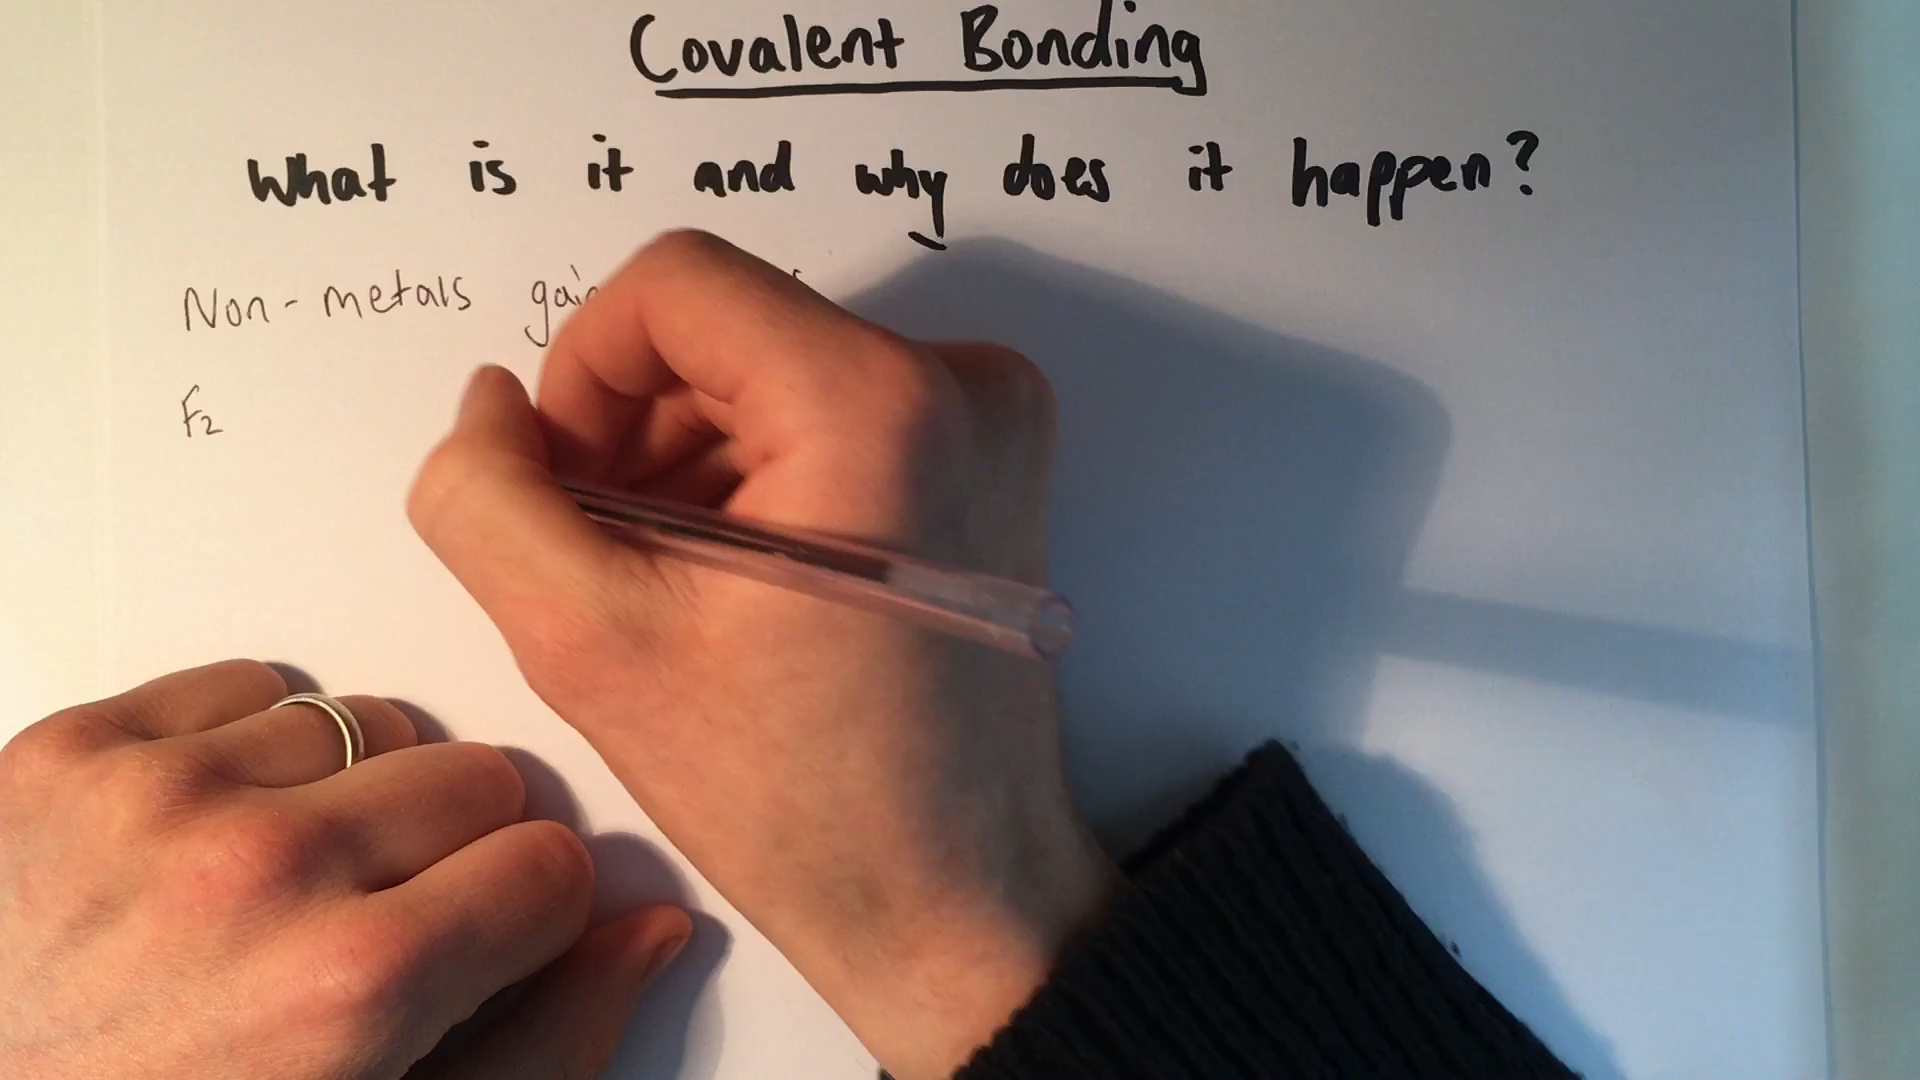 Covalent Bonding
What is it and why does it happen?
Non-metals
F2